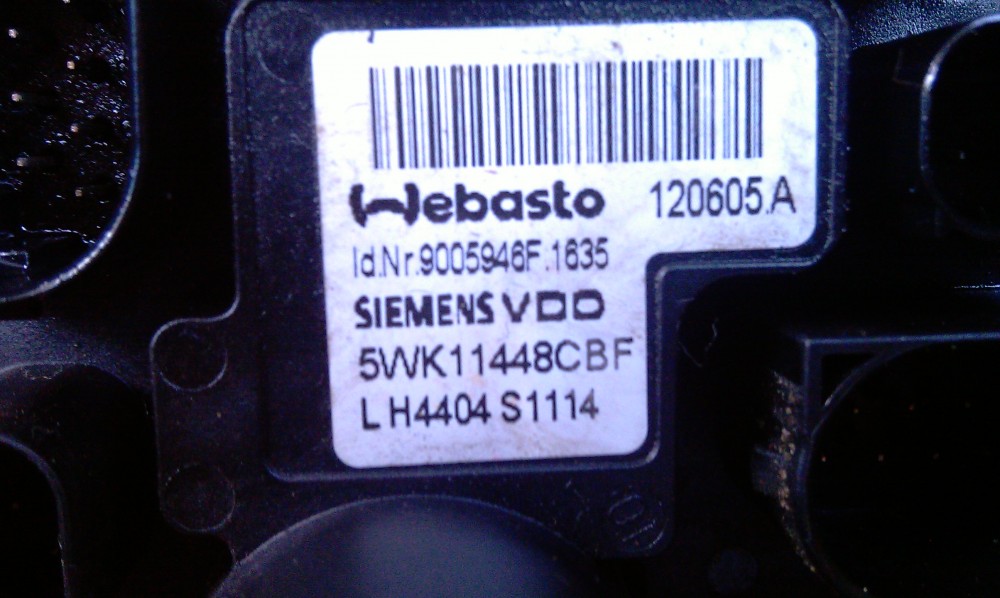 Webasto 120605.A
Id.Nr.9005946F.1635
SIEMENS VDO
5WK11448CBF
L H4404 S1114